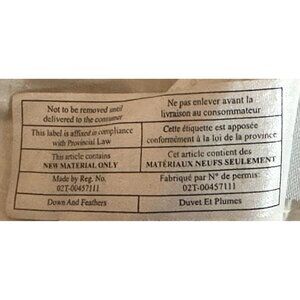 Not to be removed until
delivered to the consumer
Ne pas enlever avant la
livraison au consommateur
This label is affixed in compliance
with Provincial Law
Cette étiquette est apposée
conformément à la loi de la province
This article contains
NEW MATERIAL ONLY
Cet article contient des
MATÉRIAUX NEUFS SEULEMENT
Made by Reg. No.
02T-00457111
Fabriqué par N° de permis:
02T-00457111
Down And Feathers
Duvet Et Plumes